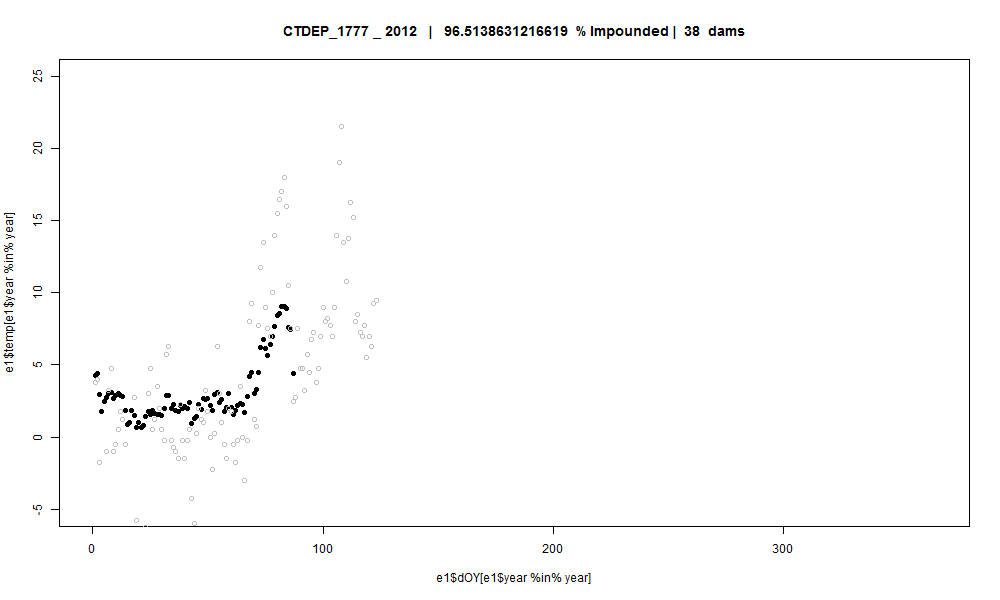 CTDEP_1777 _ 2012 | 96.5138631216619 % Impounded | 38 dams
25
20
15
10
5
0
-5
e1$temp[e1$year %in% year]
0 100 200 300
e1$dOY[e1$year %in% year]